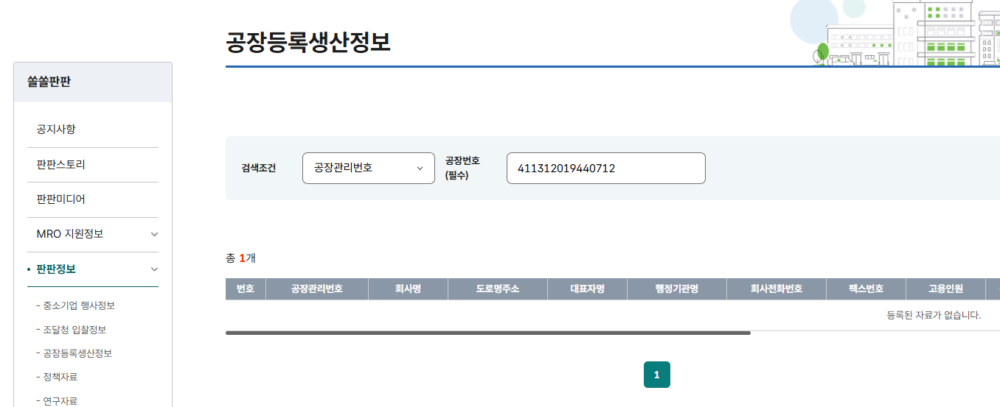 공장등록생산정보
쏠쏠판판
공지사항
판판스토리
판판미디어
MRO 지원정보
• 판판정보
- 중소기업 행사정보
- 조달청 입찰정보
- 공장등록생산정보
- 정책자료
- 연구자료
검색조건 공장관리번호 공장번호 (필수) 411312019440712
총 1개
번호 공장관리번호 회사명 도로명주소 대표자명 행정기관명 회사전화번호 팩스번호 고용인원
등록된 자료가 없습니다.
1